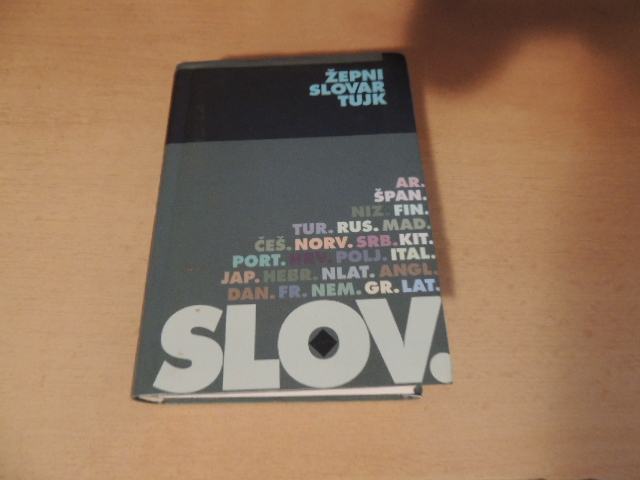 ŽEPNI
SLOVAR
TUJK
AR.
ŠPAN.
NIZ. FIN.
TUR. RUS. MAD.
ČEŠ. NORV. SRB. KIT.
PORT. HRV. POLJ. ITAL.
JAP. HEBR. NLAT. ANGL.
DAN. FR. NEM. GR. LAT.
SLOV.